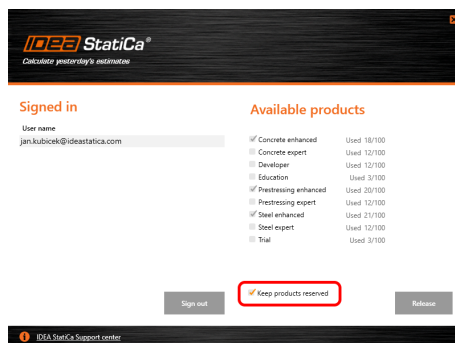 IDEA StatiCa®
Calculate yesterday's estimates
Signed in
User name
jan.kubicek@ideastatica.com
Available products
Concrete enhanced Used 18/100
Concrete expert Used 12/100
Developer Used 12/100
Education Used 3/100
Prestressing enhanced Used 20/100
Prestressing expert Used 12/100
Steel enhanced Used 21/100
Steel expert Used 12/100
Trial Used 3/100
Keep products reserved
Sign out
Release
IDEA StatiCa Support center